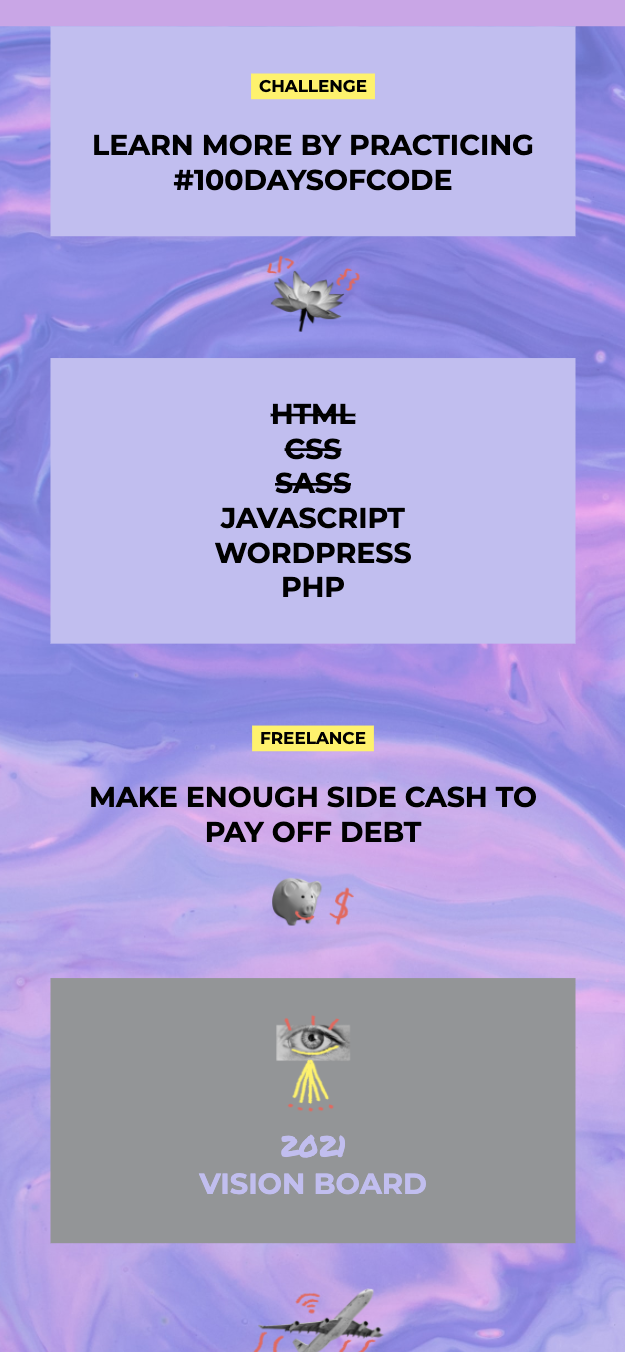 CHALLENGE
LEARN MORE BY PRACTICING
#100DAYSOFCODE
</>
{}
HTML
CSS
SASS
JAVASCRIPT
WORDPRESS
PHP
FREELANCE
MAKE ENOUGH SIDE CASH TO
PAY OFF DEBT
$
2021
VISION BOARD